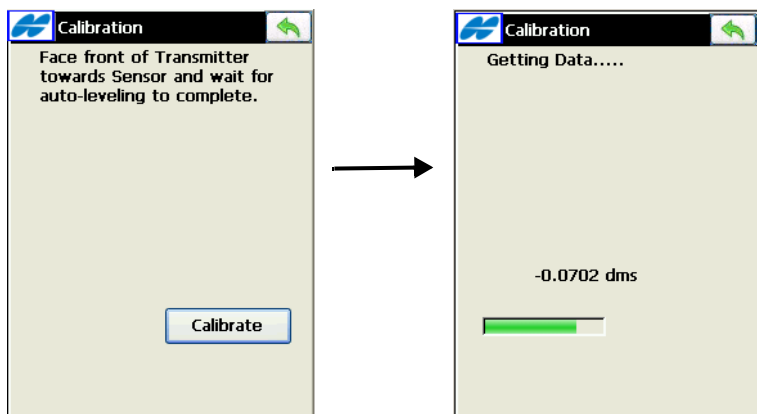 Calibration
Face front of Transmitter
towards Sensor and wait for
auto-leveling to complete.
Calibrate
Calibration
Getting Data.....
-0.0702 dms